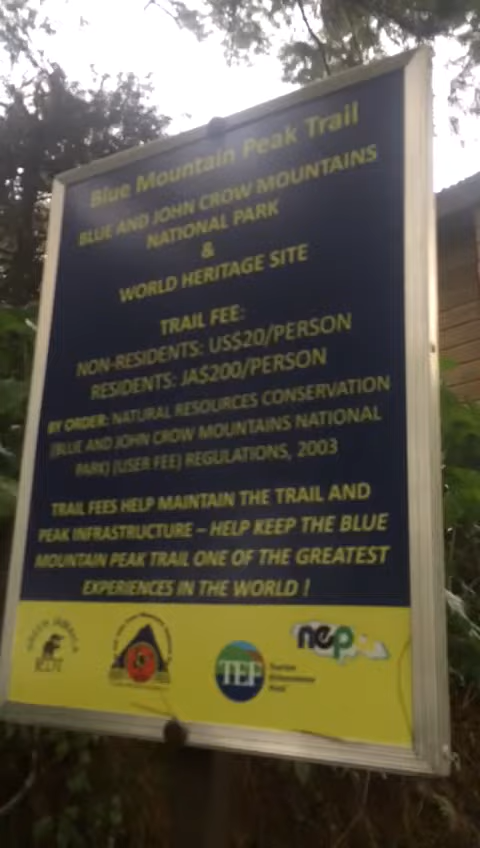 Blue Mountain Peak Trail
BLUE AND JOHN CROW MOUNTAINS
NATIONAL PARK
&
WORLD HERITAGE SITE
TRAIL FEE:
NON-RESIDENTS: US$20/PERSON
RESIDENTS: JA$200/PERSON
BY ORDER: NATURAL RESOURCES CONSERVATION
(BLUE AND JOHN CROW MOUNTAINS NATIONAL
PARK) (USER FEE) REGULATIONS, 2003
TRAIL FEES HELP MAINTAIN THE TRAIL AND
PEAK INFRASTRUCTURE – HELP KEEP THE BLUE
MOUNTAIN PEAK TRAIL ONE OF THE GREATEST
EXPERIENCES IN THE WORLD !
TEF
nepa